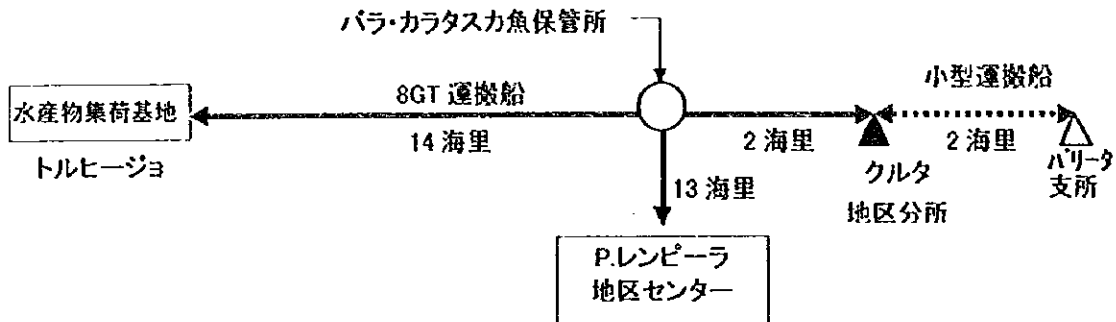 バラ・カラタスカ魚保管所
小型運搬船
水産物集荷基地
8GT 運搬船
14 海里
2 海里
2 海里
トルヒージョ
クルタ
地区分所
バリータ
支所
13 海里
P.レンピーラ
地区センター